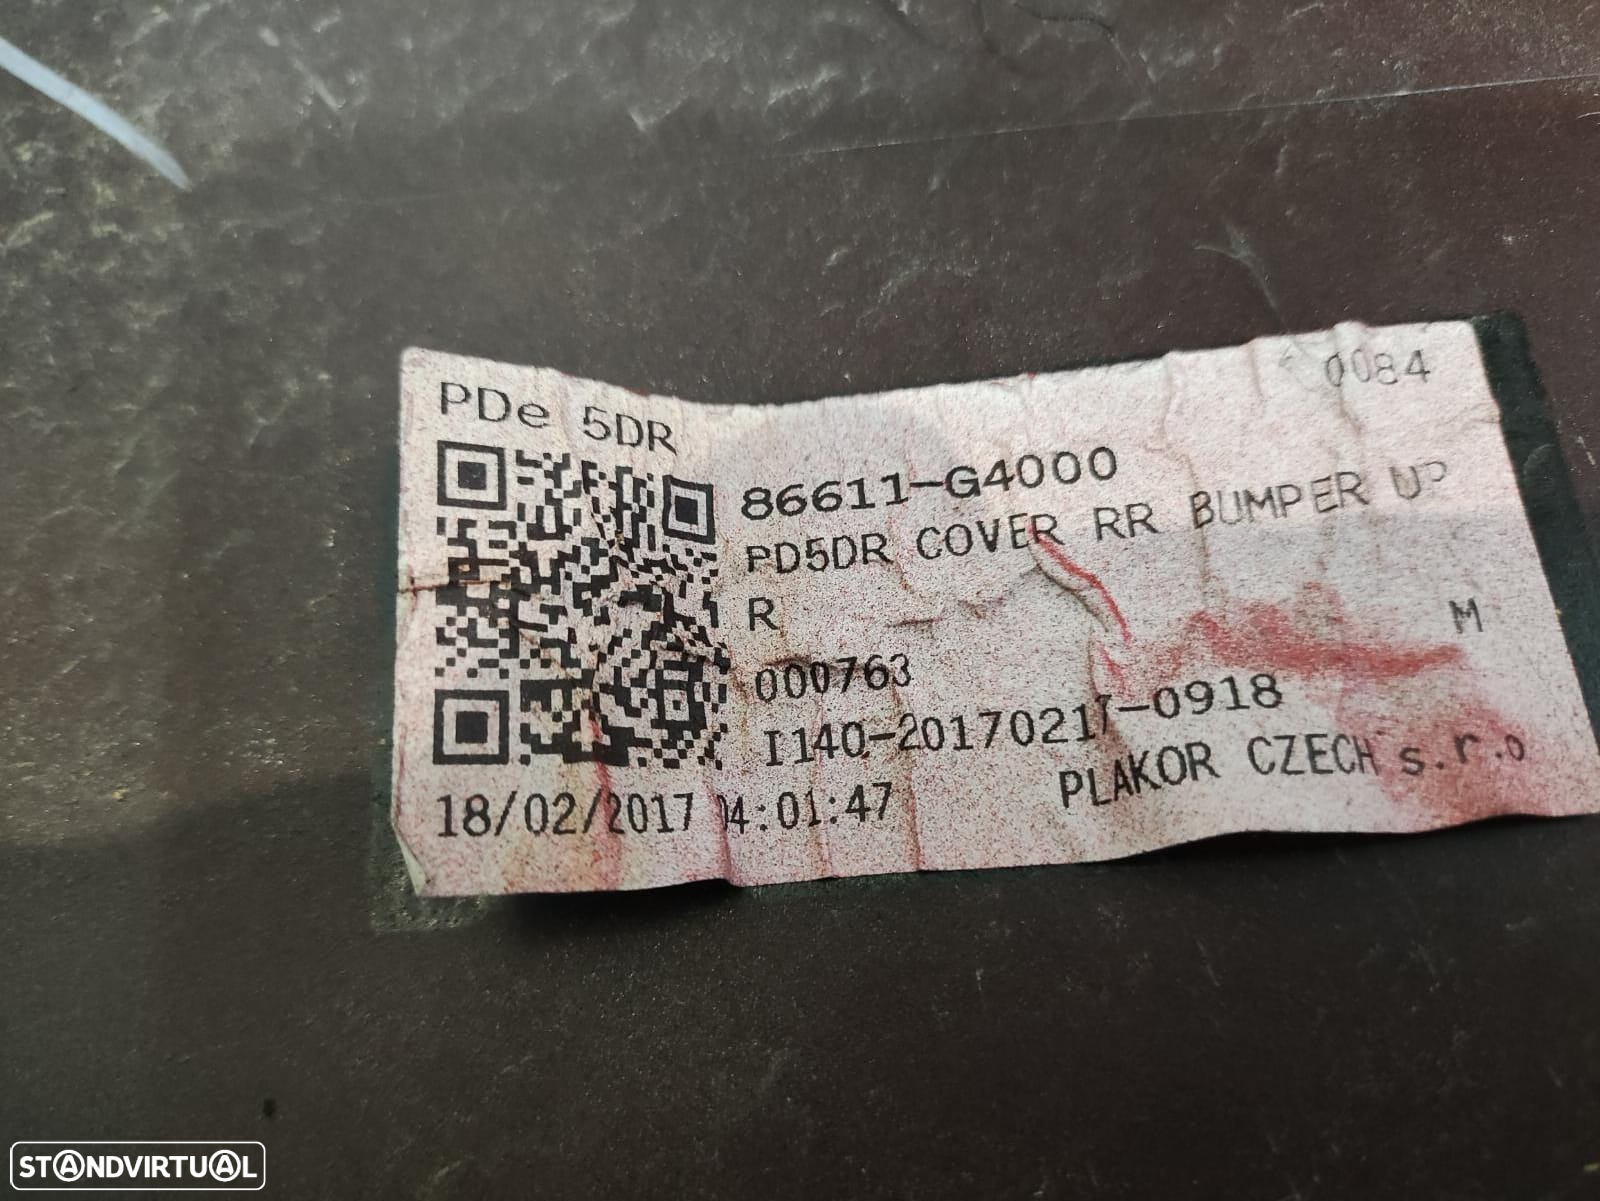 0084
PDe 5DR
86611-G4000
PD5DR COVER RR BUMPER UP
R
M
000763
I140-20170217-0918
PLAKOR CZECH s.r.o
18/02/2017 04:01:47
STANDVIRTUAL